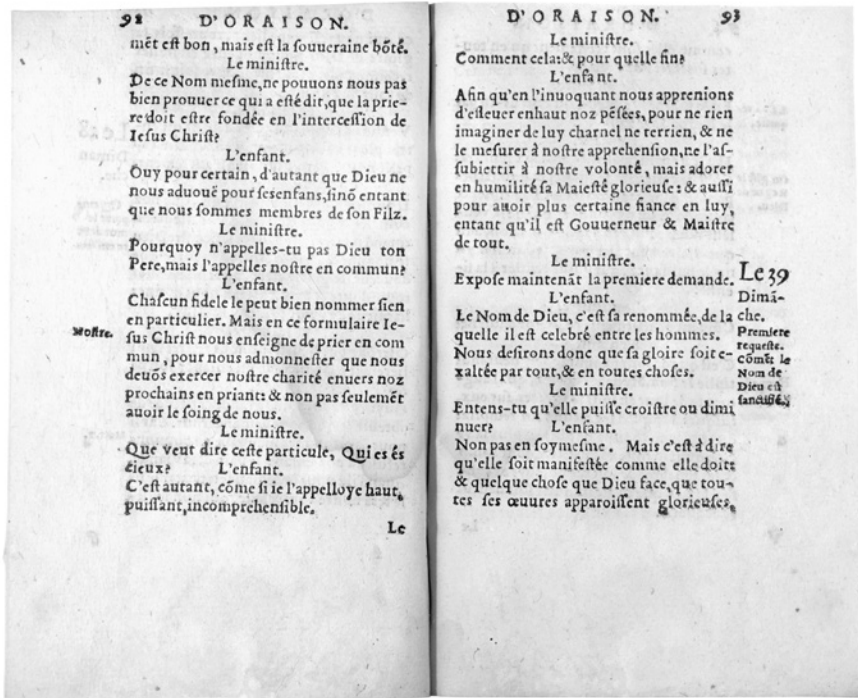 92 D'ORAISON.
mēt eſt bon, mais eſt la ſouueraine bōté.
Le miniſtre.
De ce Nom meſme, ne pouuons nous pas
bien prouuer ce qui a eſté dit, que la prie-
re doit eſtre fondée en l'interceſſion de
Ieſus Chriſt?
L'enfant.
Ouy pour certain, d'autant que Dieu ne
nous aduouë pour ſes enfans, ſinō entant
que nous ſommes membres de ſon Filz.
Le miniſtre.
Pourquoy n'appelles-tu pas Dieu ton
Pere, mais l'appelles noſtre en commun?
L'enfant.
Chaſcun fidele le peut bien nommer ſien
en particulier. Mais en ce formulaire Ie-
Noſtre.
ſus Chriſt nous enſeigne de prier en com
mun, pour nous admonneſter que nous
deuōs exercer noſtre charité enuers noz
prochains en priant: & non pas ſeulemēt
auoir le ſoing de nous.
Le miniſtre.
Que veut dire ceſte particule, Qui es és
cieux? L'enfant.
C'eſt autant, cōme ſi ie l'appelloye haut,
puiſſant, incomprehenſible.
Le
D'ORAISON. 93
Le miniſtre.
Comment cela: & pour quelle fin?
L'enfant.
Afin qu'en l'inuoquant nous apprenions
d'eſleuer enhaut noz pēſées, pour ne rien
imaginer de luy charnel ne terrien, & ne
le meſurer à noſtre apprehenſion, ne l'aſ-
ſubiettir à noſtre volonté, mais adorer
en humilité ſa Maieſté glorieuſe: & auſſi
pour auoir plus certaine fiance en luy,
entant qu'il eſt Gouuerneur & Maiſtre
de tout.
Le miniſtre.
Expoſe maintenāt la premiere demande.
L'enfant.
Le Nom de Dieu, c'eſt ſa renommée, de la
quelle il eſt celebré entre les hommes.
Nous deſirons donc que ſa gloire ſoit e-
xaltée par tout, & en toutes choſes.
Le miniſtre.
Entens-tu qu'elle puiſſe croiſtre ou dimi
nuer? L'enfant.
Non pas en ſoymeſme. Mais c'eſt à dire
qu'elle ſoit manifeſtée comme elle doit:
& quelque choſe que Dieu face, que tou-
tes ſes œuures apparoiſſent glorieuſes,
Le 39
Dimā-
che.
Premiere
requeſte.
cōmēt le
Nom de
Dieu eſt
ſanctifié.